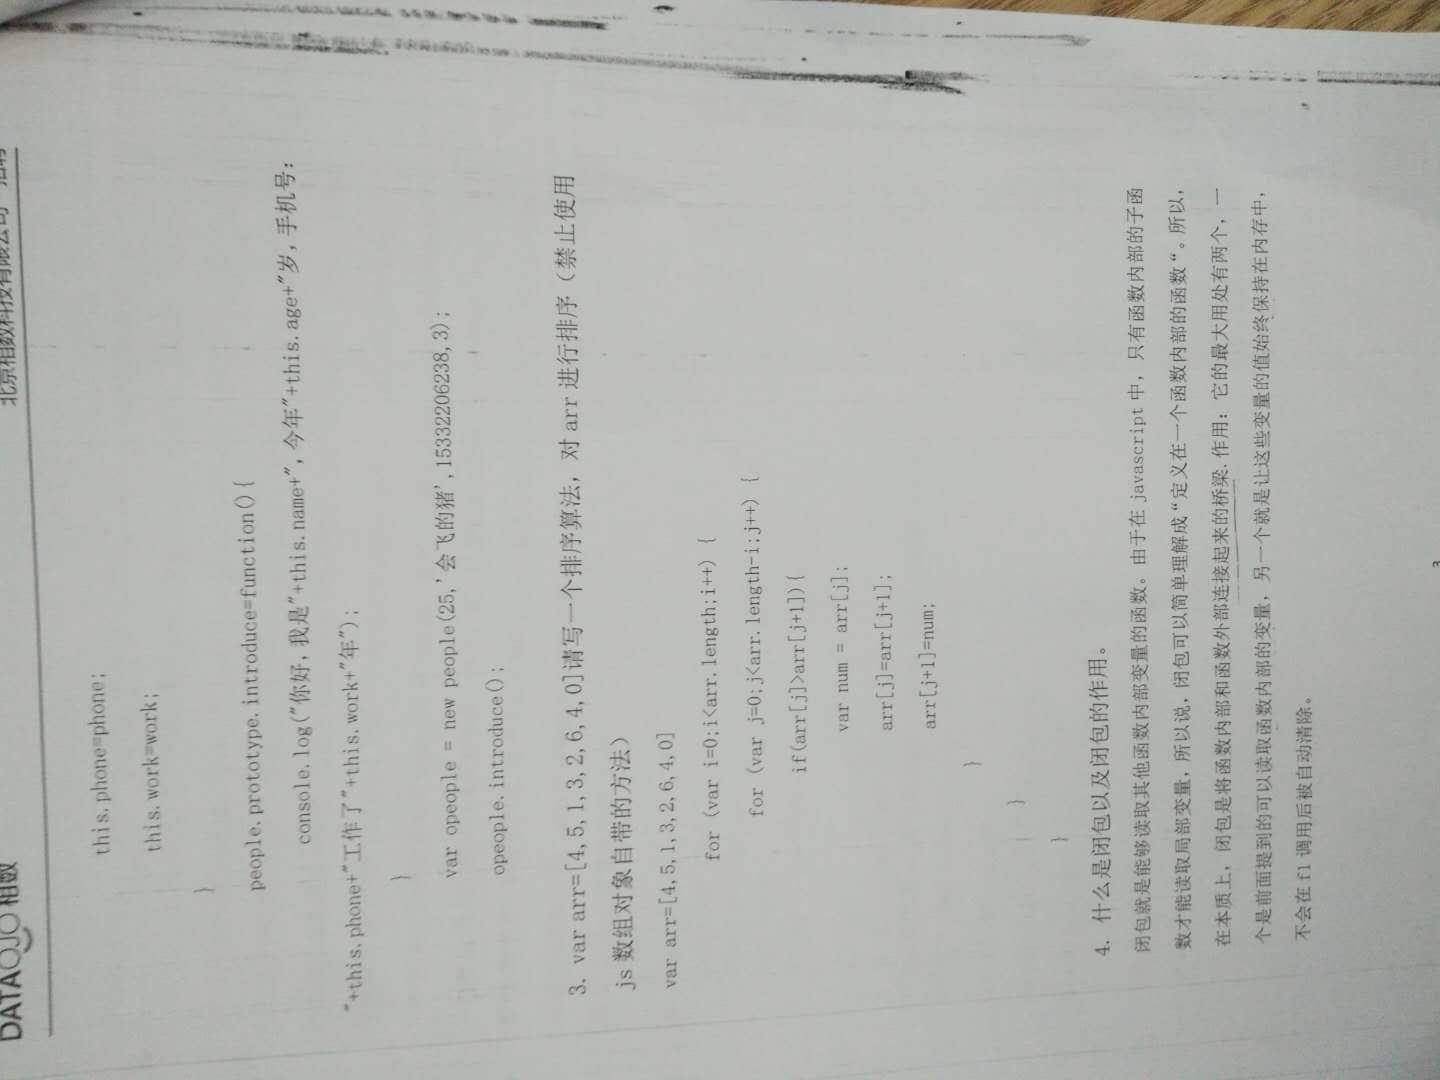 DATAOJO 相数
北京相数科技有限公司
this.phone=phone;
this.work=work;
}
people.prototype.introduce=function(){
console.log("你好,我是"+this.name+",今年"+this.age+"岁,手机号:
"+this.phone+"工作了"+this.work+"年");
}
var opeople = new people(25,'会飞的猪',15332206238,3);
opeople.introduce();
3. var arr=[4,5,1,3,2,6,4,0]请写一个排序算法，对 arr 进行排序（禁止使用
js 数组对象自带的方法）
var arr=[4,5,1,3,2,6,4,0]
for (var i=0;i<arr.length;i++) {
for (var j=0;j<arr.length-i;j++) {
if(arr[j]>arr[j+1]){
var num = arr[j];
arr[j]=arr[j+1];
arr[j+1]=num;
}
}
}
4. 什么是闭包以及闭包的作用。
闭包就是能够读取其他函数内部变量的函数。由于在 javascript 中，只有函数内部的子函
数才能读取局部变量，所以说，闭包可以简单理解成“定义在一个函数内部的函数“。所以，
在本质上，闭包是将函数内部和函数外部连接起来的桥梁.作用：它的最大用处有两个，一
个是前面提到的可以读取函数内部的变量，另一个就是让这些变量的值始终保持在内存中，
不会在 f1 调用后被自动清除。